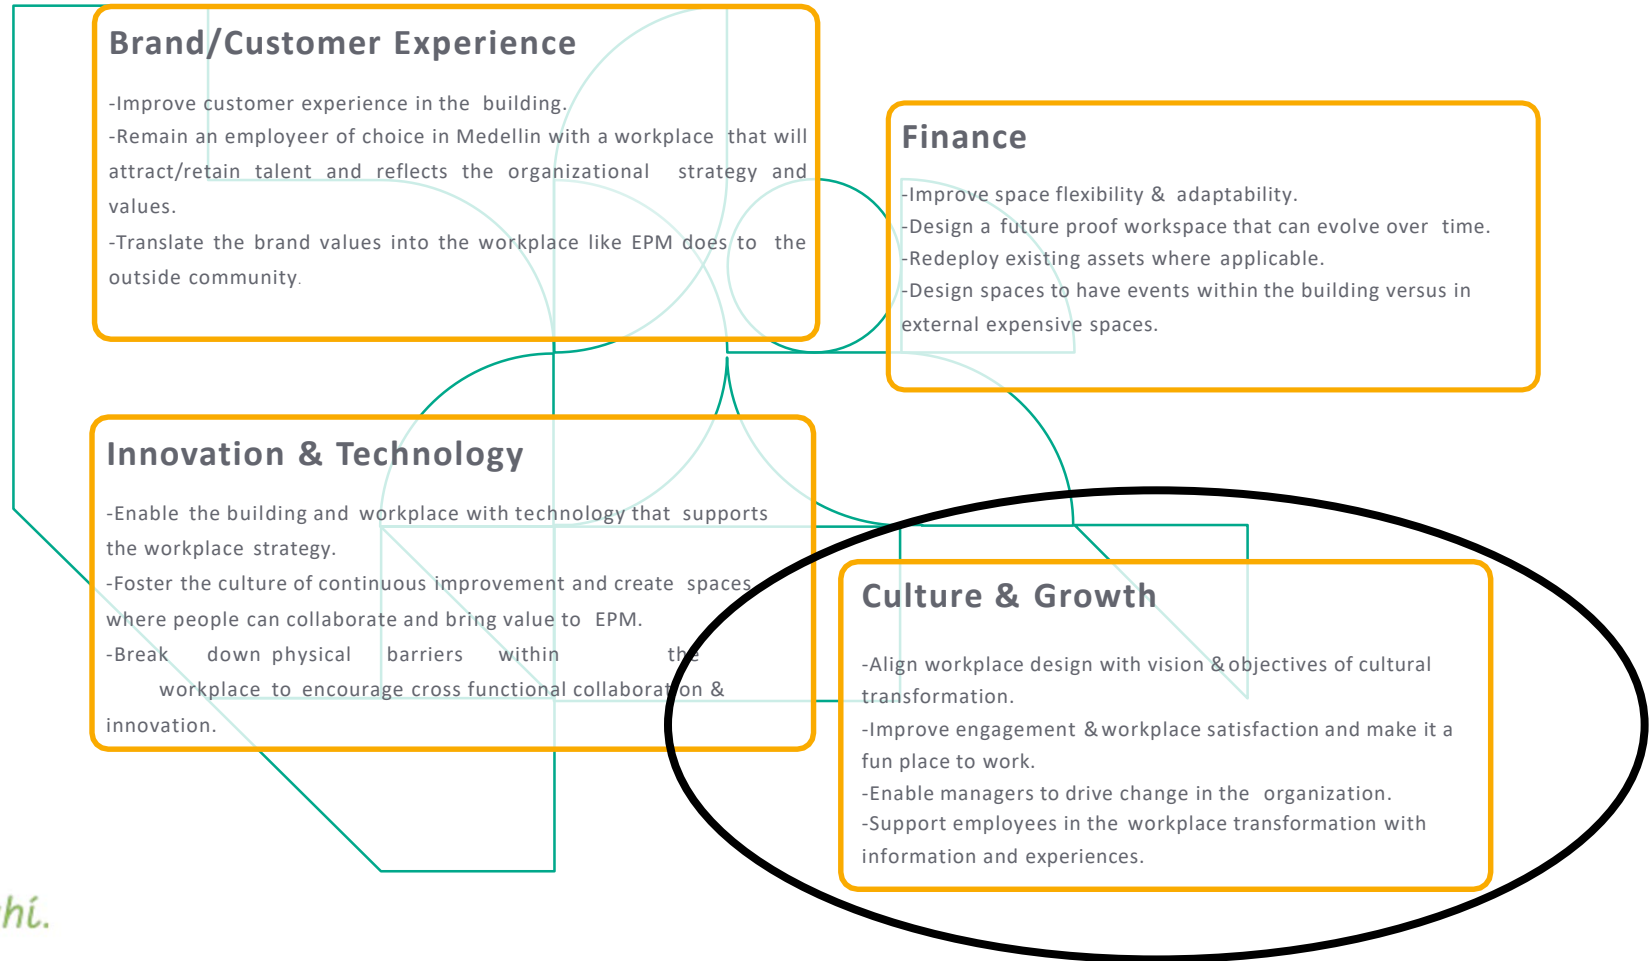 Brand/Customer Experience
-Improve customer experience in the building.
-Remain an employeer of choice in Medellin with a workplace that will
attract/retain talent and reflects the organizational strategy and
values.
-Translate the brand values into the workplace like EPM does to the
outside community.
Finance
-Improve space flexibility & adaptability.
-Design a future proof workspace that can evolve over time.
-Redeploy existing assets where applicable.
-Design spaces to have events within the building versus in
external expensive spaces.
Innovation & Technology
-Enable the building and workplace with technology that supports
the workplace strategy.
-Foster the culture of continuous improvement and create spaces
where people can collaborate and bring value to EPM.
-Break down physical barriers within the
workplace to encourage cross functional collaboration &
innovation.
Culture & Growth
-Align workplace design with vision & objectives of cultural
transformation.
-Improve engagement & workplace satisfaction and make it a
fun place to work.
-Enable managers to drive change in the organization.
-Support employees in the workplace transformation with
information and experiences.